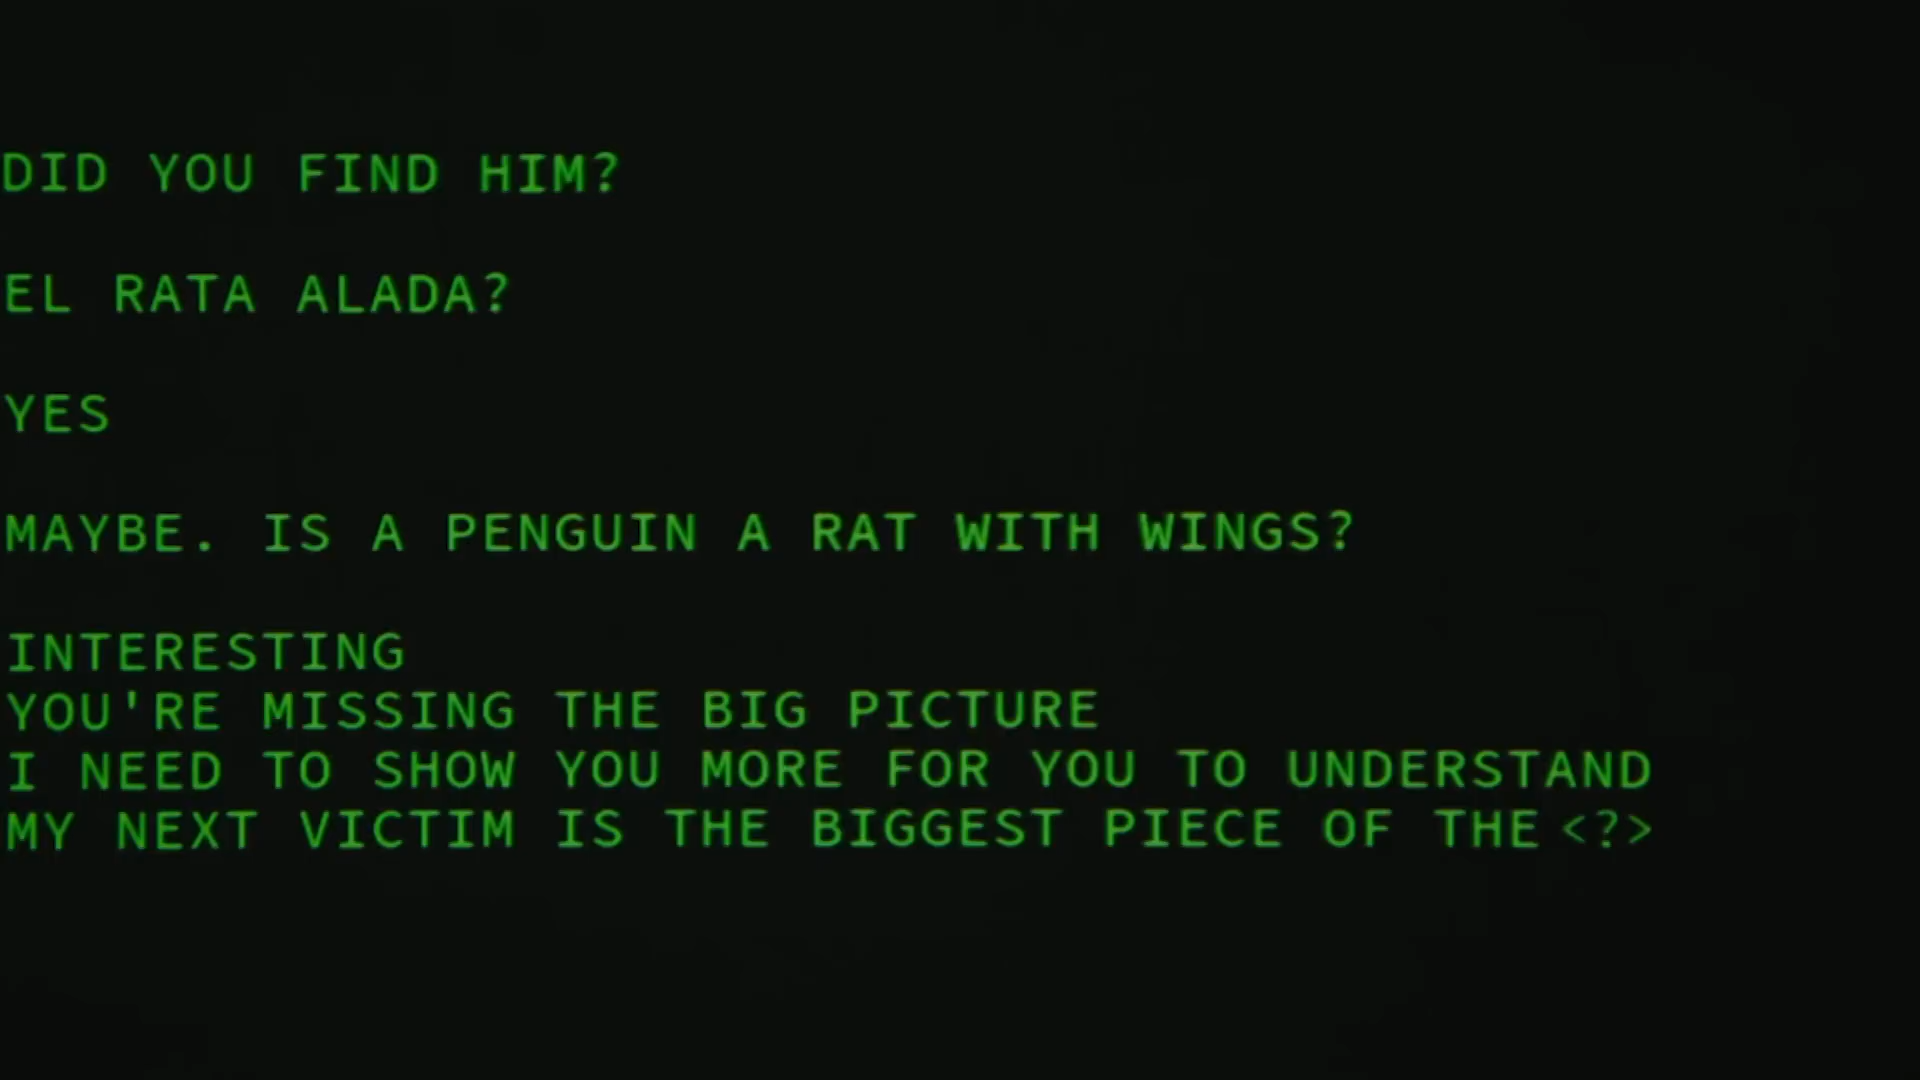 DID YOU FIND HIM?
EL RATA ALADA?
YES
MAYBE. IS A PENGUIN A RAT WITH WINGS?
INTERESTING
YOU'RE MISSING THE BIG PICTURE
I NEED TO SHOW YOU MORE FOR YOU TO UNDERSTAND
MY NEXT VICTIM IS THE BIGGEST PIECE OF THE <?>